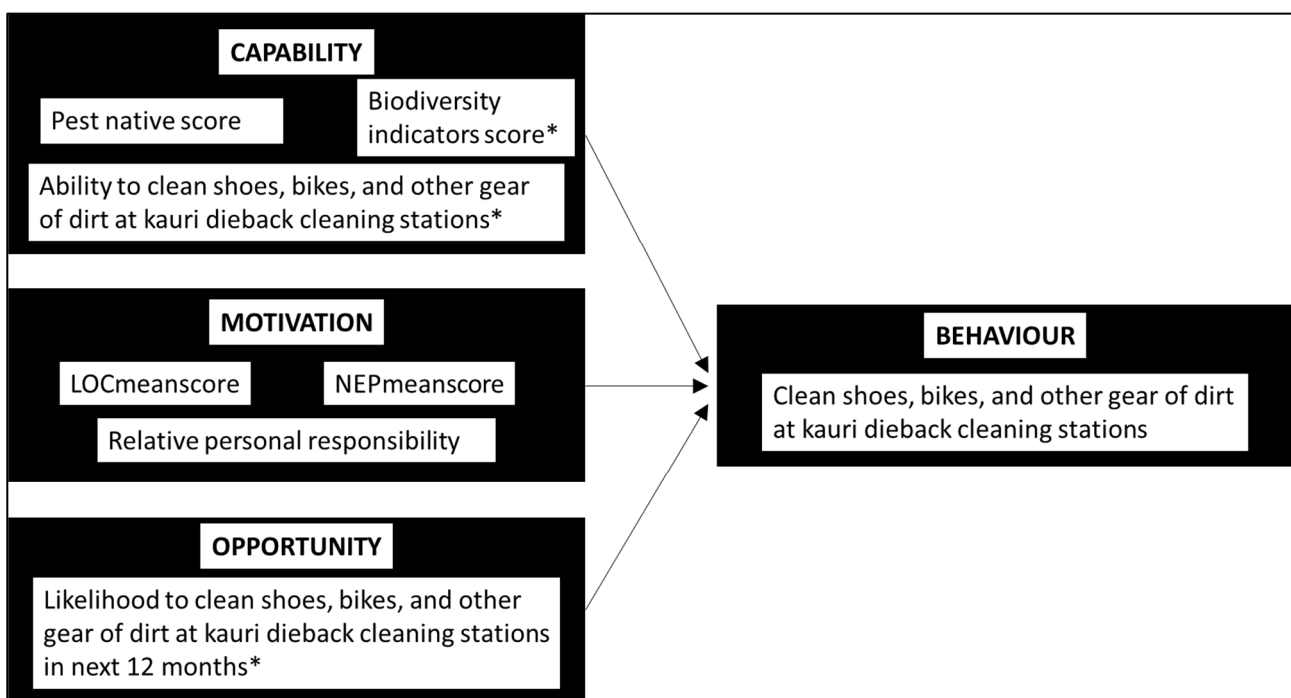 CAPABILITY
Pest native score
Biodiversity
indicators score*
Ability to clean shoes, bikes, and other gear
of dirt at kauri dieback cleaning stations*
MOTIVATION
LOCmeanscore
NEPmeanscore
Relative personal responsibility
OPPORTUNITY
Likelihood to clean shoes, bikes, and other
gear of dirt at kauri dieback cleaning stations
in next 12 months*
BEHAVIOUR
Clean shoes, bikes, and other gear of dirt
at kauri dieback cleaning stations